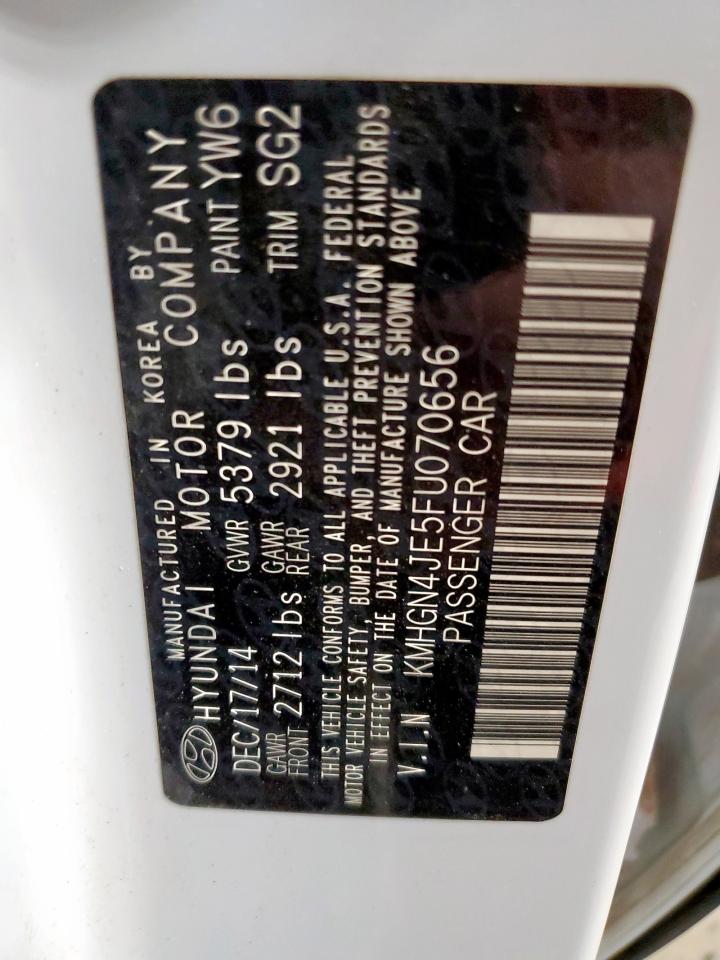 MANUFACTURED IN KOREA BY
HYUNDAI MOTOR COMPANY
DEC/17/14 GVWR 5379 lbs PAINT YW6
GAWR FRONT 2712 lbs GAWR REAR 2921 lbs TRIM SG2
THIS VEHICLE CONFORMS TO ALL APPLICABLE U.S.A. FEDERAL
MOTOR VEHICLE SAFETY, BUMPER, AND THEFT PREVENTION STANDARDS
IN EFFECT ON THE DATE OF MANUFACTURE SHOWN ABOVE
V.I.N KMHGN4JE5FU070656
PASSENGER CAR